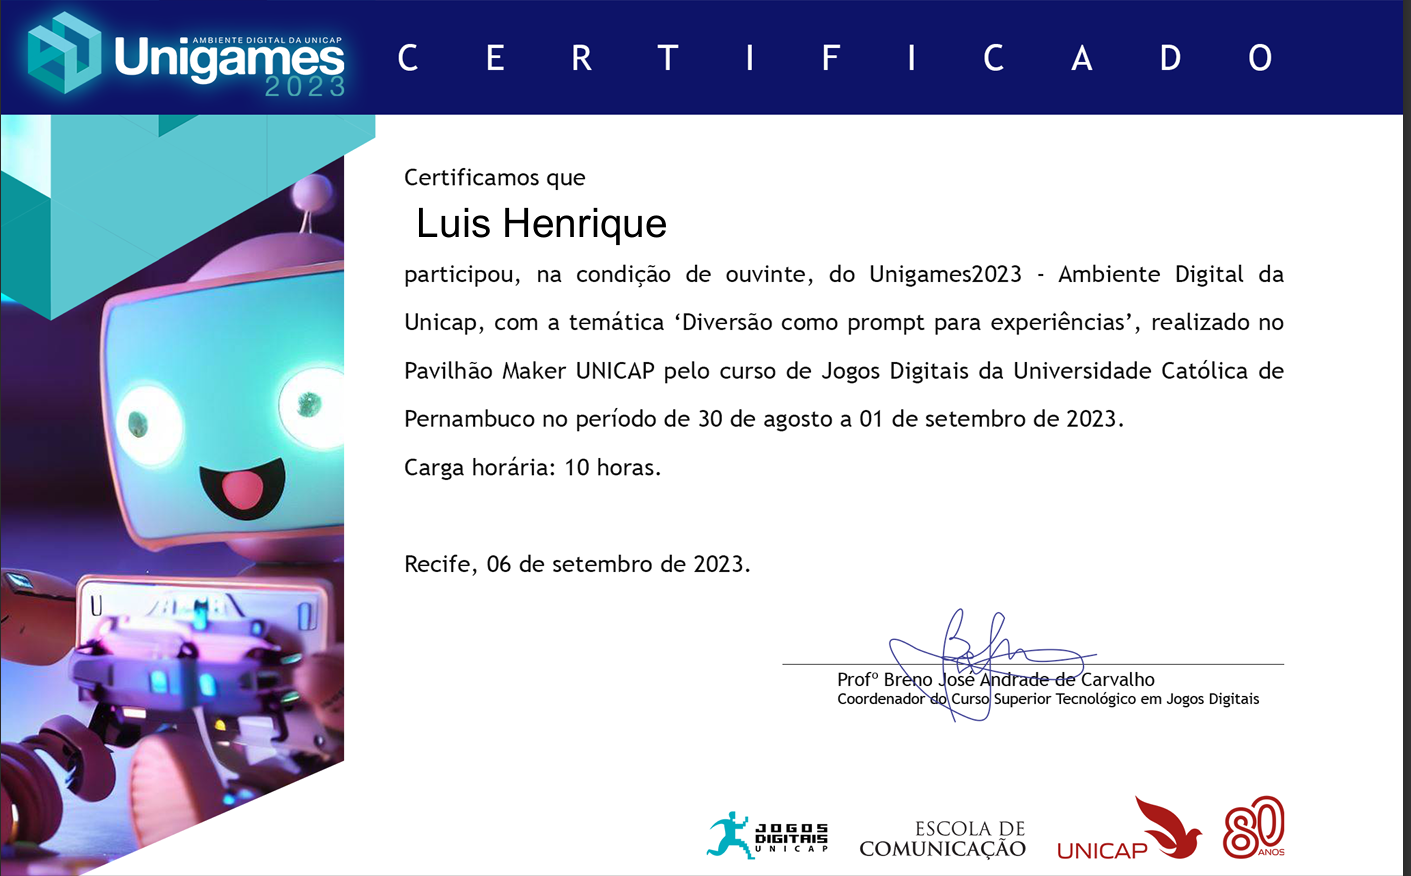 AMBIENTE DIGITAL DA UNICAP
Unigames
2023
CERTIFICADO
Certificamos que
Luis Henrique
participou, na condição de ouvinte, do Unigames2023 - Ambiente Digital da
Unicap, com a temática ‘Diversão como prompt para experiências’, realizado no
Pavilhão Maker UNICAP pelo curso de Jogos Digitais da Universidade Católica de
Pernambuco no período de 30 de agosto a 01 de setembro de 2023.
Carga horária: 10 horas.
Recife, 06 de setembro de 2023.
Profº Breno José Andrade de Carvalho
Coordenador do Curso Superior Tecnológico em Jogos Digitais
JOGOS
DIGITAIS
UNICAP
ESCOLA DE
COMUNICAÇÃO
UNICAP
80
ANOS